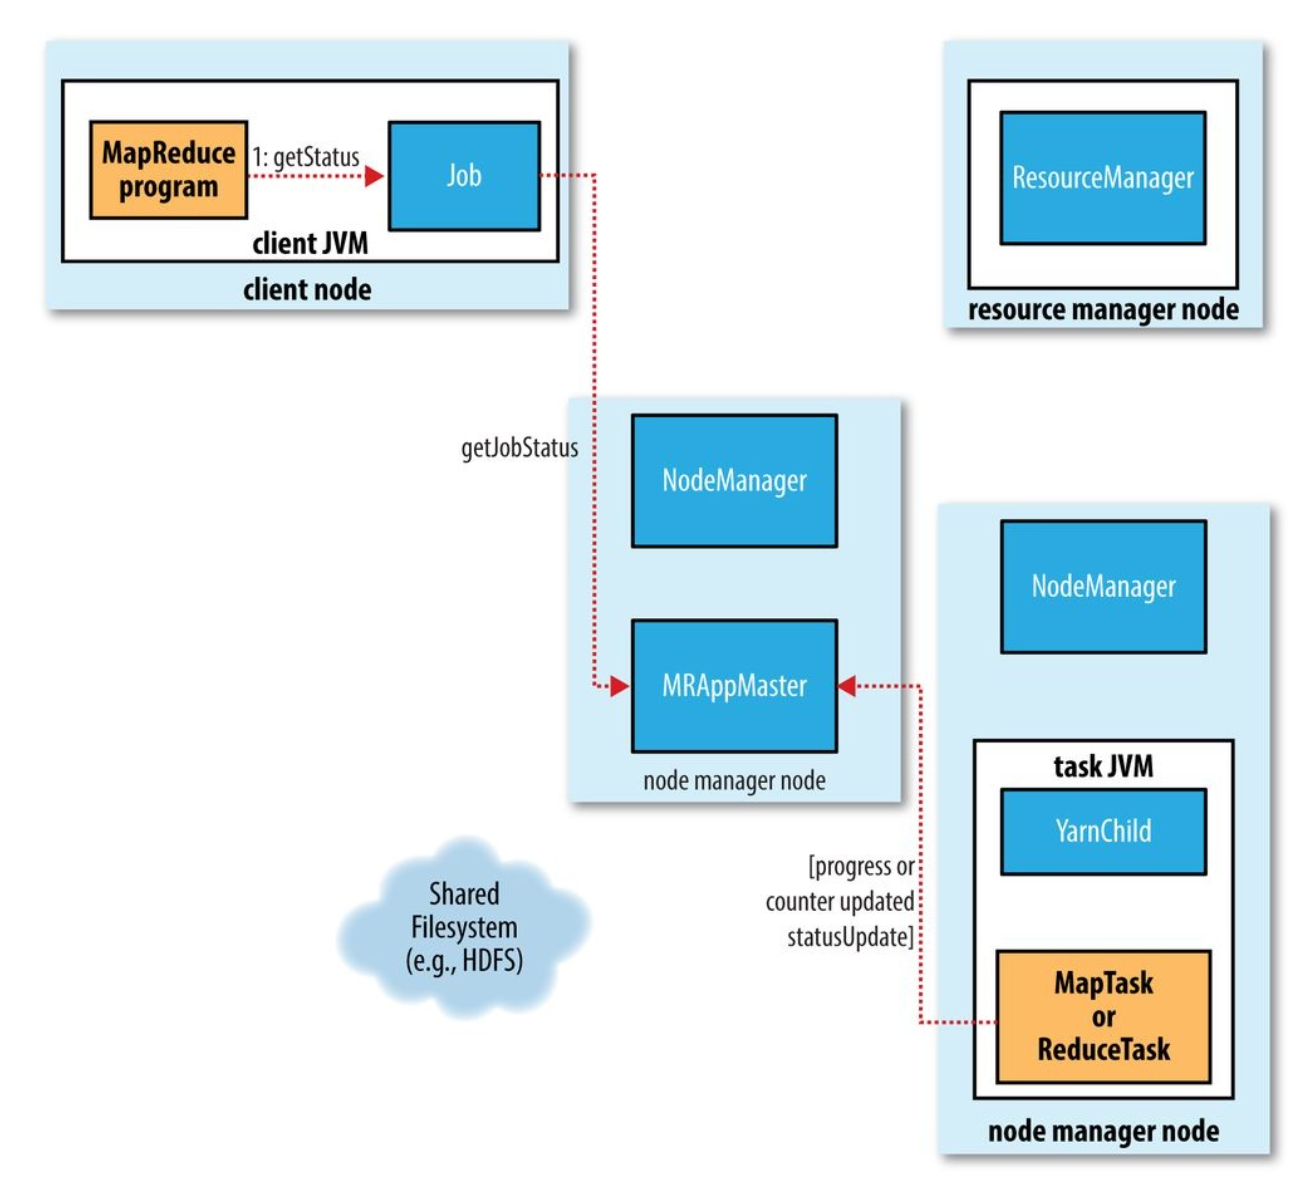 MapReduce
program
1: getStatus
Job
client JVM
client node
ResourceManager
resource manager node
getJobStatus
NodeManager
MRAppMaster
node manager node
NodeManager
task JVM
YarnChild
MapTask
or
ReduceTask
node manager node
[progress or
counter updated
statusUpdate]
Shared
Filesystem
(e.g., HDFS)